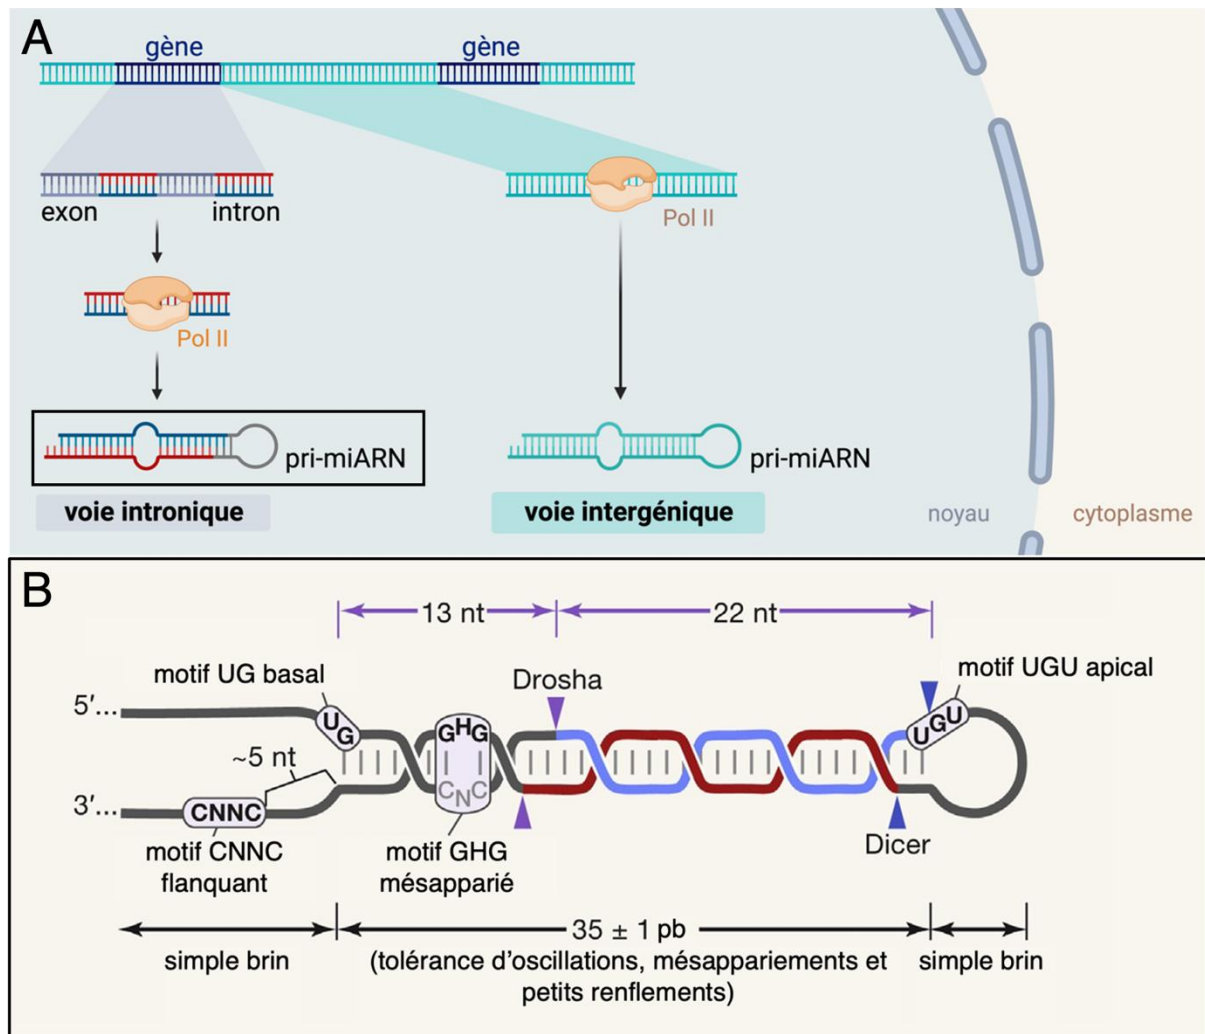 A
gène
gène
exon
intron
Pol II
Pol II
pri-miARN
pri-miARN
voie intronique
voie intergénique
noyau
cytoplasme
B
13 nt
22 nt
motif UG basal
Drosha
motif UGU apical
5'...
UG
GHG
UGU
~5 nt
3'...
CNNC
CNC
motif CNNC
flanquant
motif GHG
mésapparié
Dicer
35 ± 1 pb
simple brin
(tolérance d'oscillations, mésappariements et
petits renflements)
simple brin